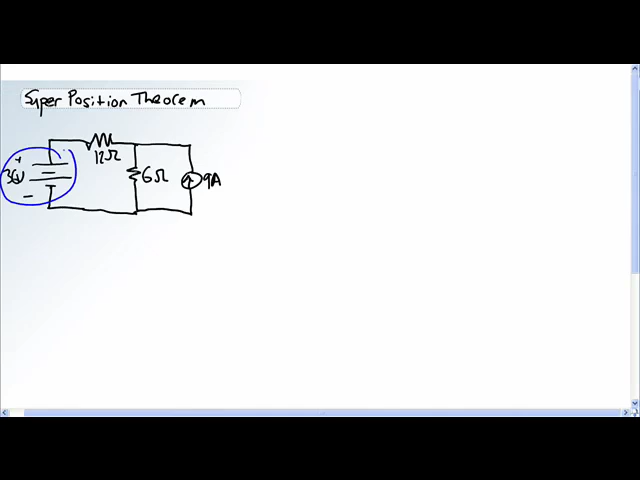 Super Position Theorem
12Ω
36V
6Ω
9A